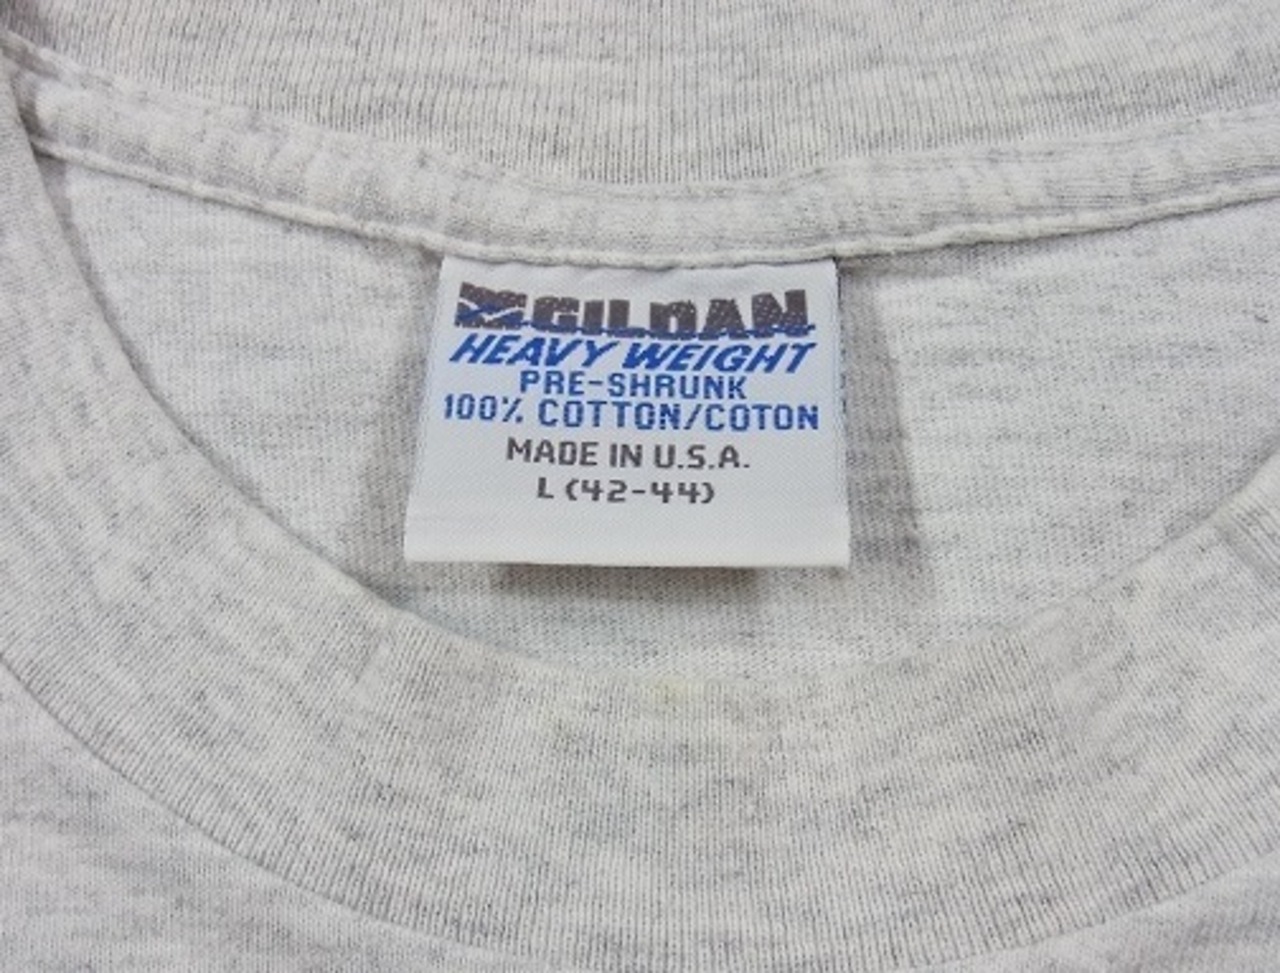 GILDAN
HEAVY WEIGHT
PRE-SHRUNK
100% COTTON/COTON
MADE IN U.S.A.
L (42-44)